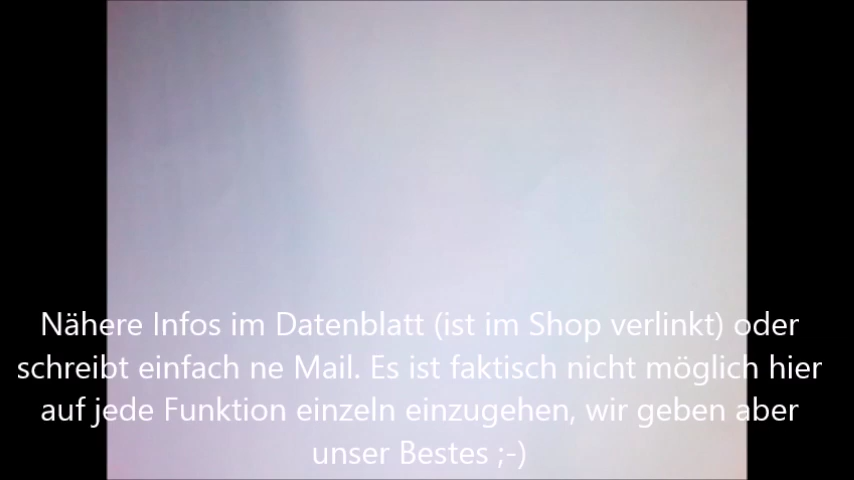 Nähere Infos im Datenblatt (ist im Shop verlinkt) oder
schreibt einfach ne Mail. Es ist faktisch nicht möglich hier
auf jede Funktion einzeln einzugehen, wir geben aber
unser Bestes ;-)